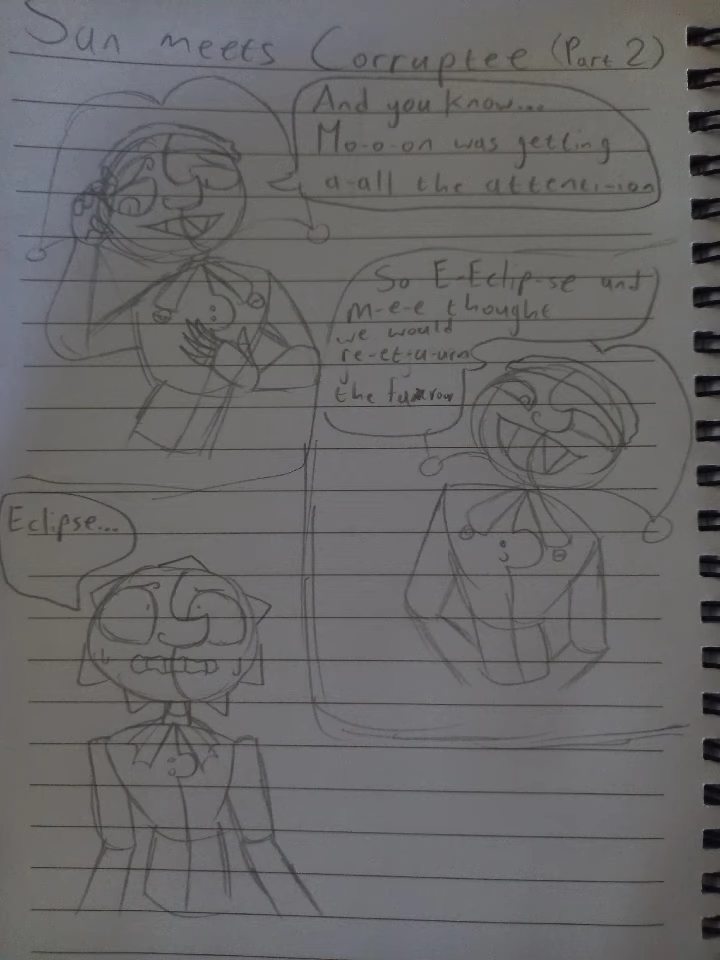 Sun meets Corruptee (Part 2)
And you know...
Mo-o-on was getting
a-all the attenti-ion
So E-Eclip-se and
m-e-e thought
we would
re-et-u-urn
the
Eclipse...